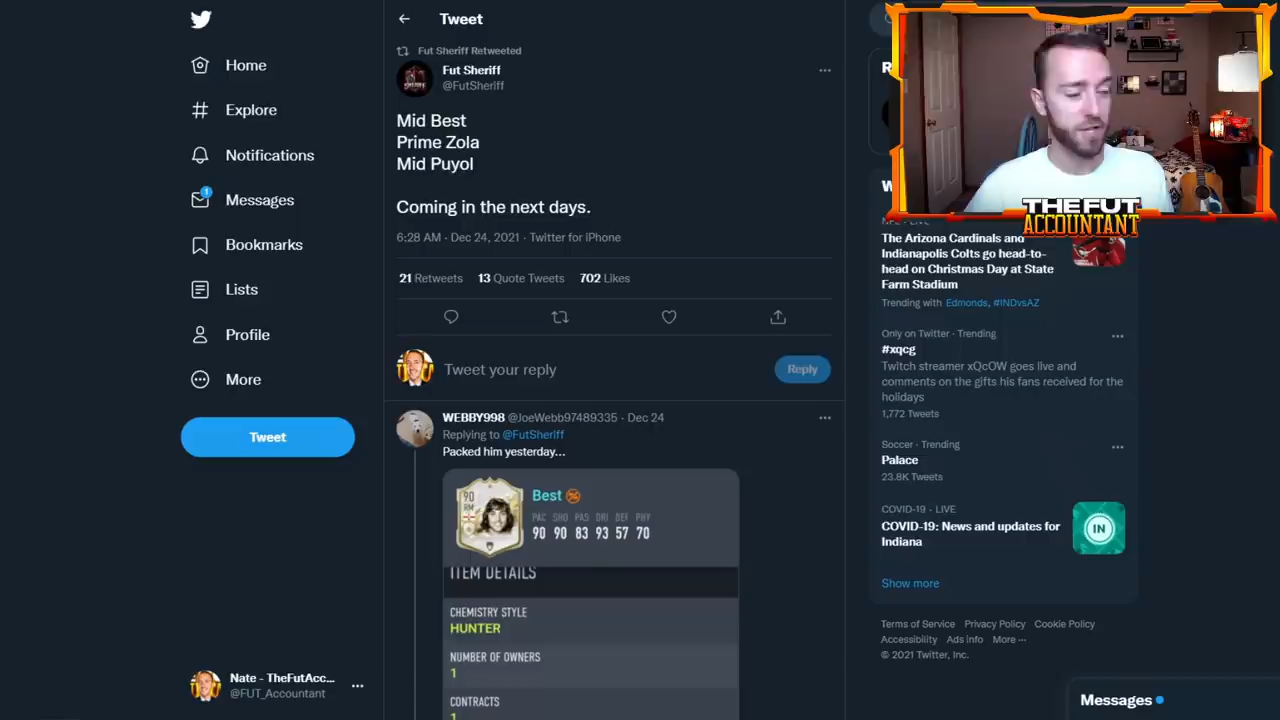 Home
Explore
Notifications
1
Messages
Bookmarks
Lists
Profile
More
Tweet
Nate - TheFutAcc...
@FUT_Accountant
Tweet
Fut Sheriff Retweeted
Fut Sheriff
@FutSheriff
Mid Best
Prime Zola
Mid Puyol
Coming in the next days.
6:28 AM · Dec 24, 2021 · Twitter for iPhone
21 Retweets 13 Quote Tweets 702 Likes
Tweet your reply
Reply
WEBBY998 @JoeWebb97489335 · Dec 24
Replying to @FutSheriff
Packed him yesterday...
90
RM
Best
PAC SHO PAS DRI DEF PHY
90 90 83 93 57 70
ITEM DETAILS
CHEMISTRY STYLE
HUNTER
NUMBER OF OWNERS
1
CONTRACTS
THE FUT
ACCOUNTANT
The Arizona Cardinals and
Indianapolis Colts go head-to-
head on Christmas Day at State
Farm Stadium
Trending with Edmonds, #INDvsAZ
Only on Twitter · Trending
#xqcg
Twitch streamer xQcOW goes live and
comments on the gifts his fans received for the
holidays
1,772 Tweets
Soccer · Trending
Palace
23.8K Tweets
COVID-19 · LIVE
COVID-19: News and updates for
Indiana
IN
Show more
Terms of Service Privacy Policy Cookie Policy
Accessibility Ads info More ...
© 2021 Twitter, Inc.
Messages